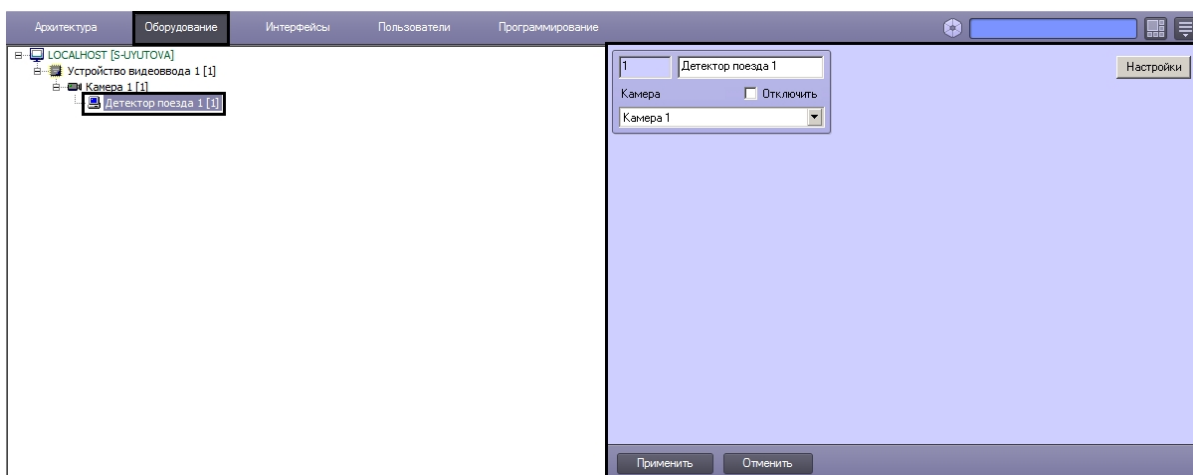 Архитектура Оборудование Интерфейсы Пользователи Программирование
LOCALHOST [S-UYUTOVA]
Устройство видеоввода 1 [1]
Камера 1 [1]
Детектор поезда 1 [1]
1 Детектор поезда 1 Настройки
Камера Отключить
Камера 1
Применить Отменить